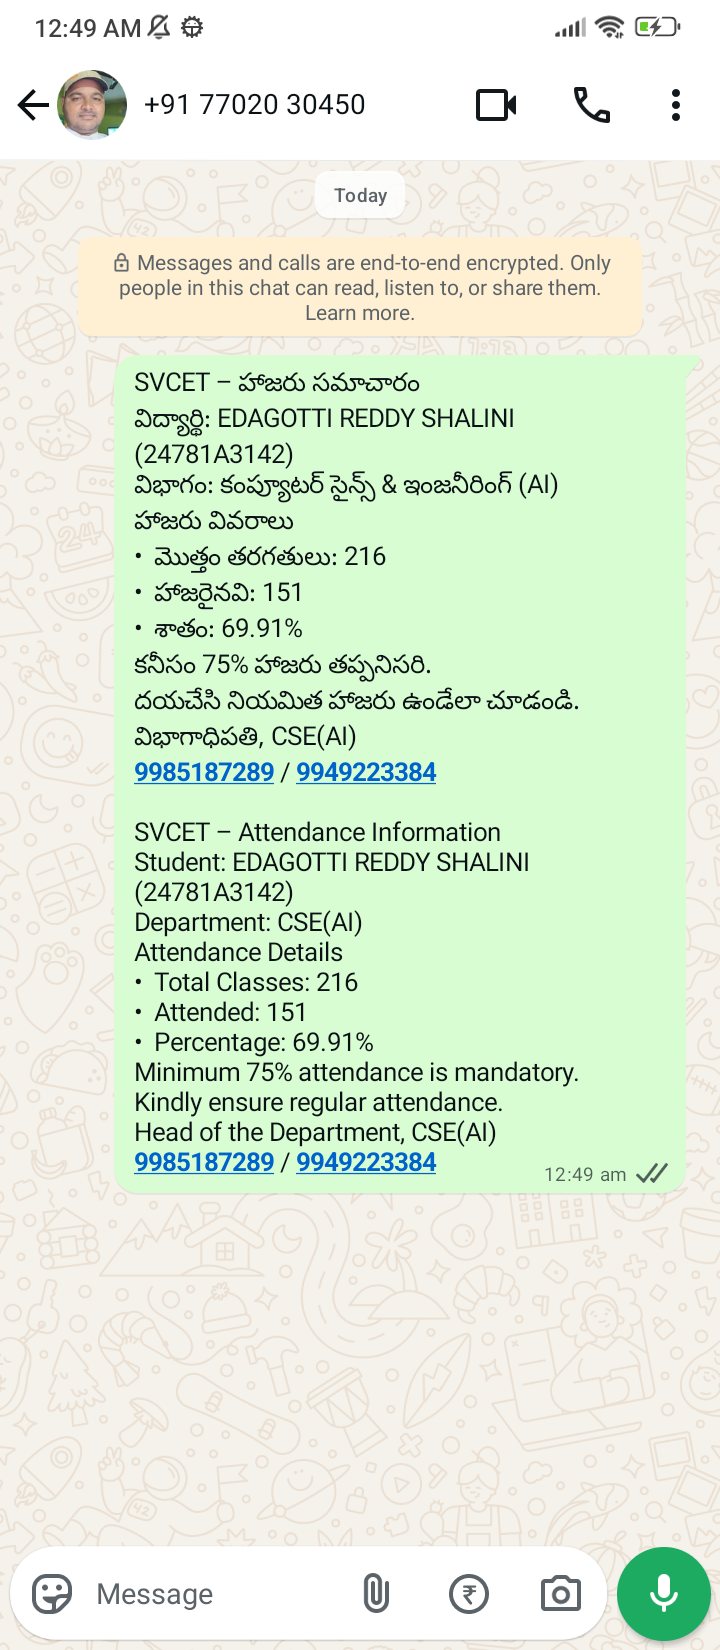 12:49 AM
+91 77020 30450
Today
Messages and calls are end-to-end encrypted. Only
people in this chat can read, listen to, or share them.
Learn more.
SVCET – హాజరు సమాచారం
విద్యార్థి: EDAGOTTI REDDY SHALINI
(24781A3142)
విభాగం: కంప్యూటర్ సైన్స్ & ఇంజనీరింగ్ (AI)
హాజరు వివరాలు
• మొత్తం తరగతులు: 216
• హాజరైనవి: 151
• శాతం: 69.91%
కనీసం 75% హాజరు తప్పనిసరి.
దయచేసి నియమిత హాజరు ఉండేలా చూడండి.
విభాగాధిపతి, CSE(AI)
9985187289 / 9949223384
SVCET – Attendance Information
Student: EDAGOTTI REDDY SHALINI
(24781A3142)
Department: CSE(AI)
Attendance Details
• Total Classes: 216
• Attended: 151
• Percentage: 69.91%
Minimum 75% attendance is mandatory.
Kindly ensure regular attendance.
Head of the Department, CSE(AI)
9985187289 / 9949223384
12:49 am
Message